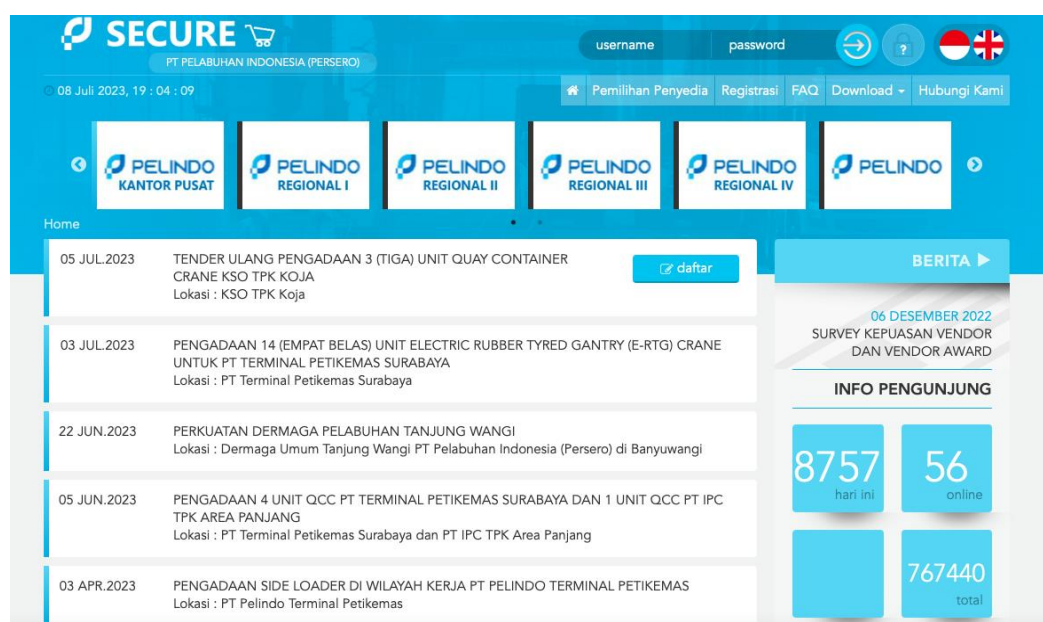 SECURE
PT PELABUHAN INDONESIA (PERSERO)
username password
?
08 Juli 2023, 19 : 04 : 09
Pemilihan Penyedia Registrasi FAQ Download Hubungi Kami
PELINDO
KANTOR PUSAT
PELINDO
REGIONAL I
PELINDO
REGIONAL II
PELINDO
REGIONAL III
PELINDO
REGIONAL IV
PELINDO
Home
05 JUL.2023
TENDER ULANG PENGADAAN 3 (TIGA) UNIT QUAY CONTAINER
CRANE KSO TPK KOJA
Lokasi : KSO TPK Koja
daftar
03 JUL.2023
PENGADAAN 14 (EMPAT BELAS) UNIT ELECTRIC RUBBER TYRED GANTRY (E-RTG) CRANE
UNTUK PT TERMINAL PETIKEMAS SURABAYA
Lokasi : PT Terminal Petikemas Surabaya
22 JUN.2023
PERKUATAN DERMAGA PELABUHAN TANJUNG WANGI
Lokasi : Dermaga Umum Tanjung Wangi PT Pelabuhan Indonesia (Persero) di Banyuwangi
05 JUN.2023
PENGADAAN 4 UNIT QCC PT TERMINAL PETIKEMAS SURABAYA DAN 1 UNIT QCC PT IPC
TPK AREA PANJANG
Lokasi : PT Terminal Petikemas Surabaya dan PT IPC TPK Area Panjang
03 APR.2023
PENGADAAN SIDE LOADER DI WILAYAH KERJA PT PELINDO TERMINAL PETIKEMAS
Lokasi : PT Pelindo Terminal Petikemas
BERITA
06 DESEMBER 2022
SURVEY KEPUASAN VENDOR
DAN VENDOR AWARD
INFO PENGUNJUNG
8757
hari ini
56
online
767440
total